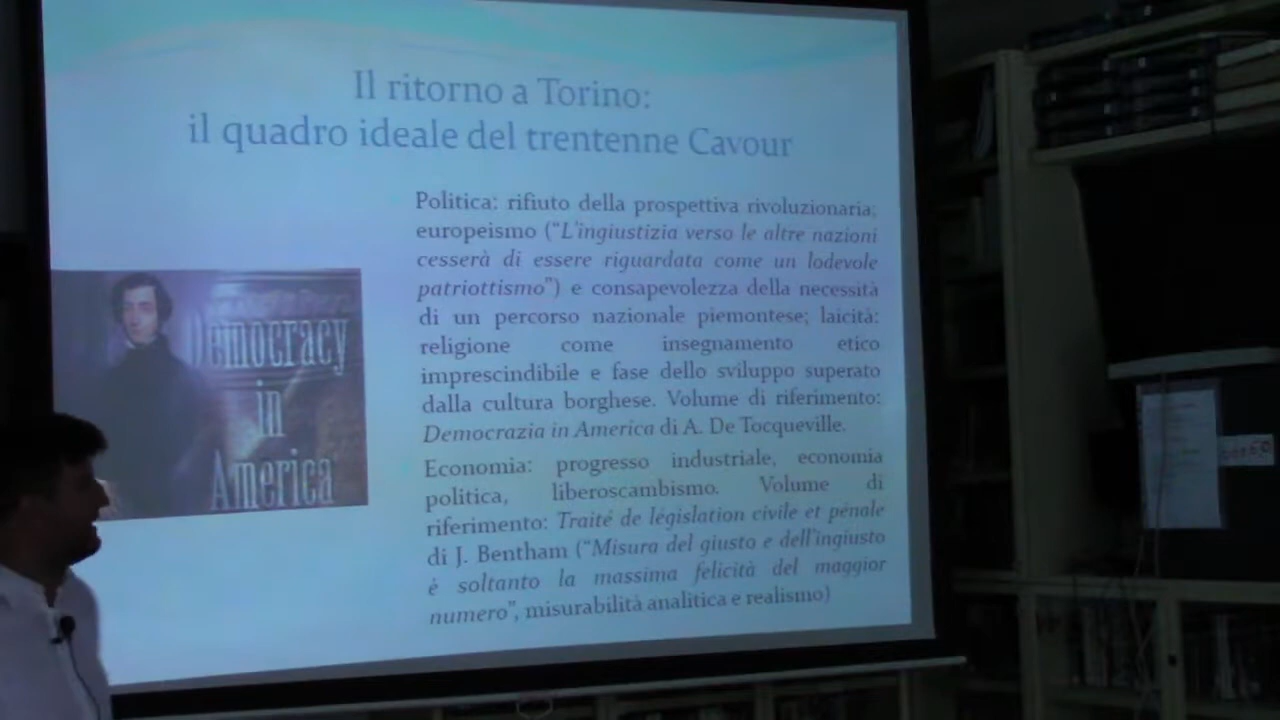 Il ritorno a Torino:
il quadro ideale del trentenne Cavour
Politica: rifiuto della prospettiva rivoluzionaria;
europeismo ("L'ingiustizia verso le altre nazioni
cesserà di essere riguardata come un lodevole
patriottismo") e consapevolezza della necessità
di un percorso nazionale piemontese; laicità:
religione come insegnamento etico
imprescindibile e fase dello sviluppo superato
dalla cultura borghese. Volume di riferimento:
Democrazia in America di A. De Tocqueville.
Economia: progresso industriale, economia
politica, liberoscambismo. Volume di
riferimento: Traité de législation civile et pénale
di J. Bentham ("Misura del giusto e dell'ingiusto
è soltanto la massima felicità del maggior
numero", misurabilità analitica e realismo)
Democracy
in
America